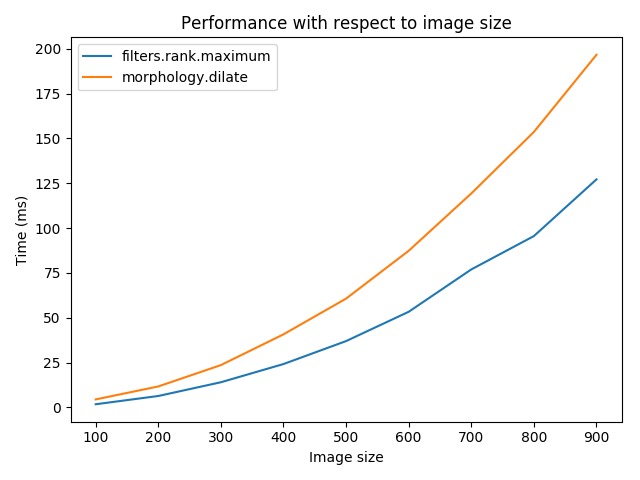 Performance with respect to image size
filters.rank.maximum
morphology.dilate
Time (ms)
200
175
150
125
100
75
50
25
0
100 200 300 400 500 600 700 800 900
Image size